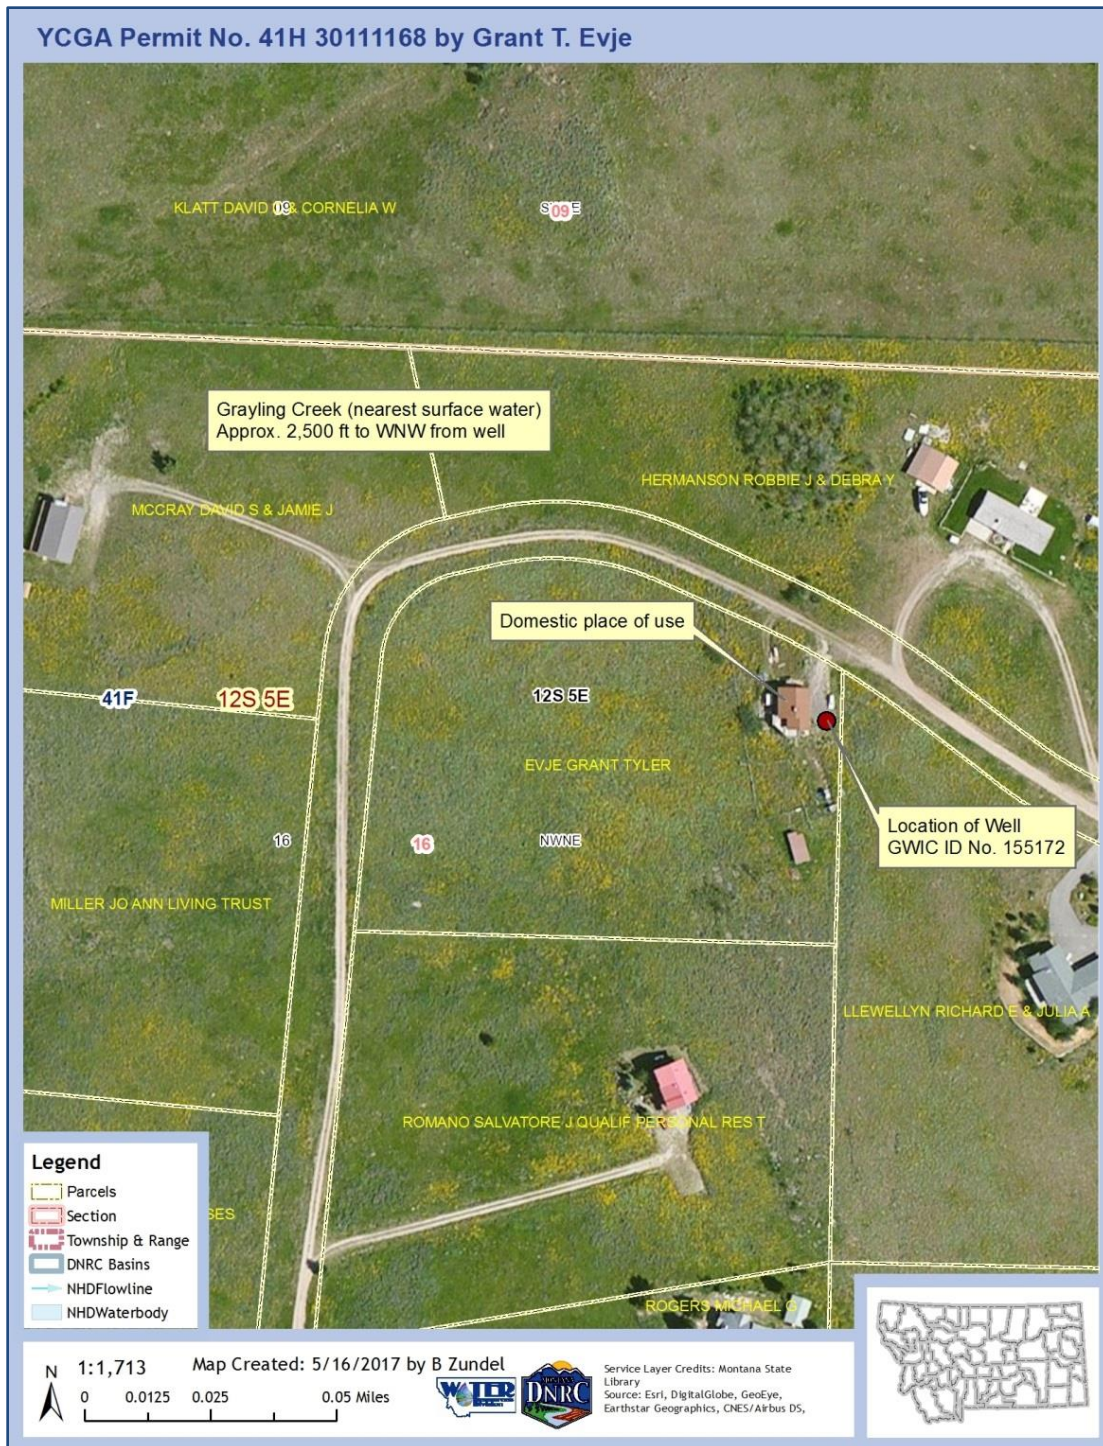 YCGA Permit No. 41H 30111168 by Grant T. Evje
KLATT DAVID & CORNELIA W
09
09
Grayling Creek (nearest surface water)
Approx. 2,500 ft to WNW from well
HERMANSON ROBBIE J & DEBRA Y
MCCRAY DAVID S & JAMIE J
Domestic place of use
41F
12S 5E
12S 5E
EVJE GRANT TYLER
Location of Well
GWIC ID No. 155172
16
16
NWNE
MILLER JO ANN LIVING TRUST
LLEWELLYN RICHARD E & JULIA A
ROMANO SALVATORE J QUALIF PERSONAL RES T
SES
ROGERS MICHAEL G
Legend
Parcels
Section
Township & Range
DNRC Basins
NHDFlowline
NHDWaterbody
N
1:1,713
Map Created: 5/16/2017 by B Zundel
0 0.0125 0.025 0.05 Miles
WATER
MONTANA
DNRC
Service Layer Credits: Montana State
Library
Source: Esri, DigitalGlobe, GeoEye,
Earthstar Geographics, CNES/Airbus DS,